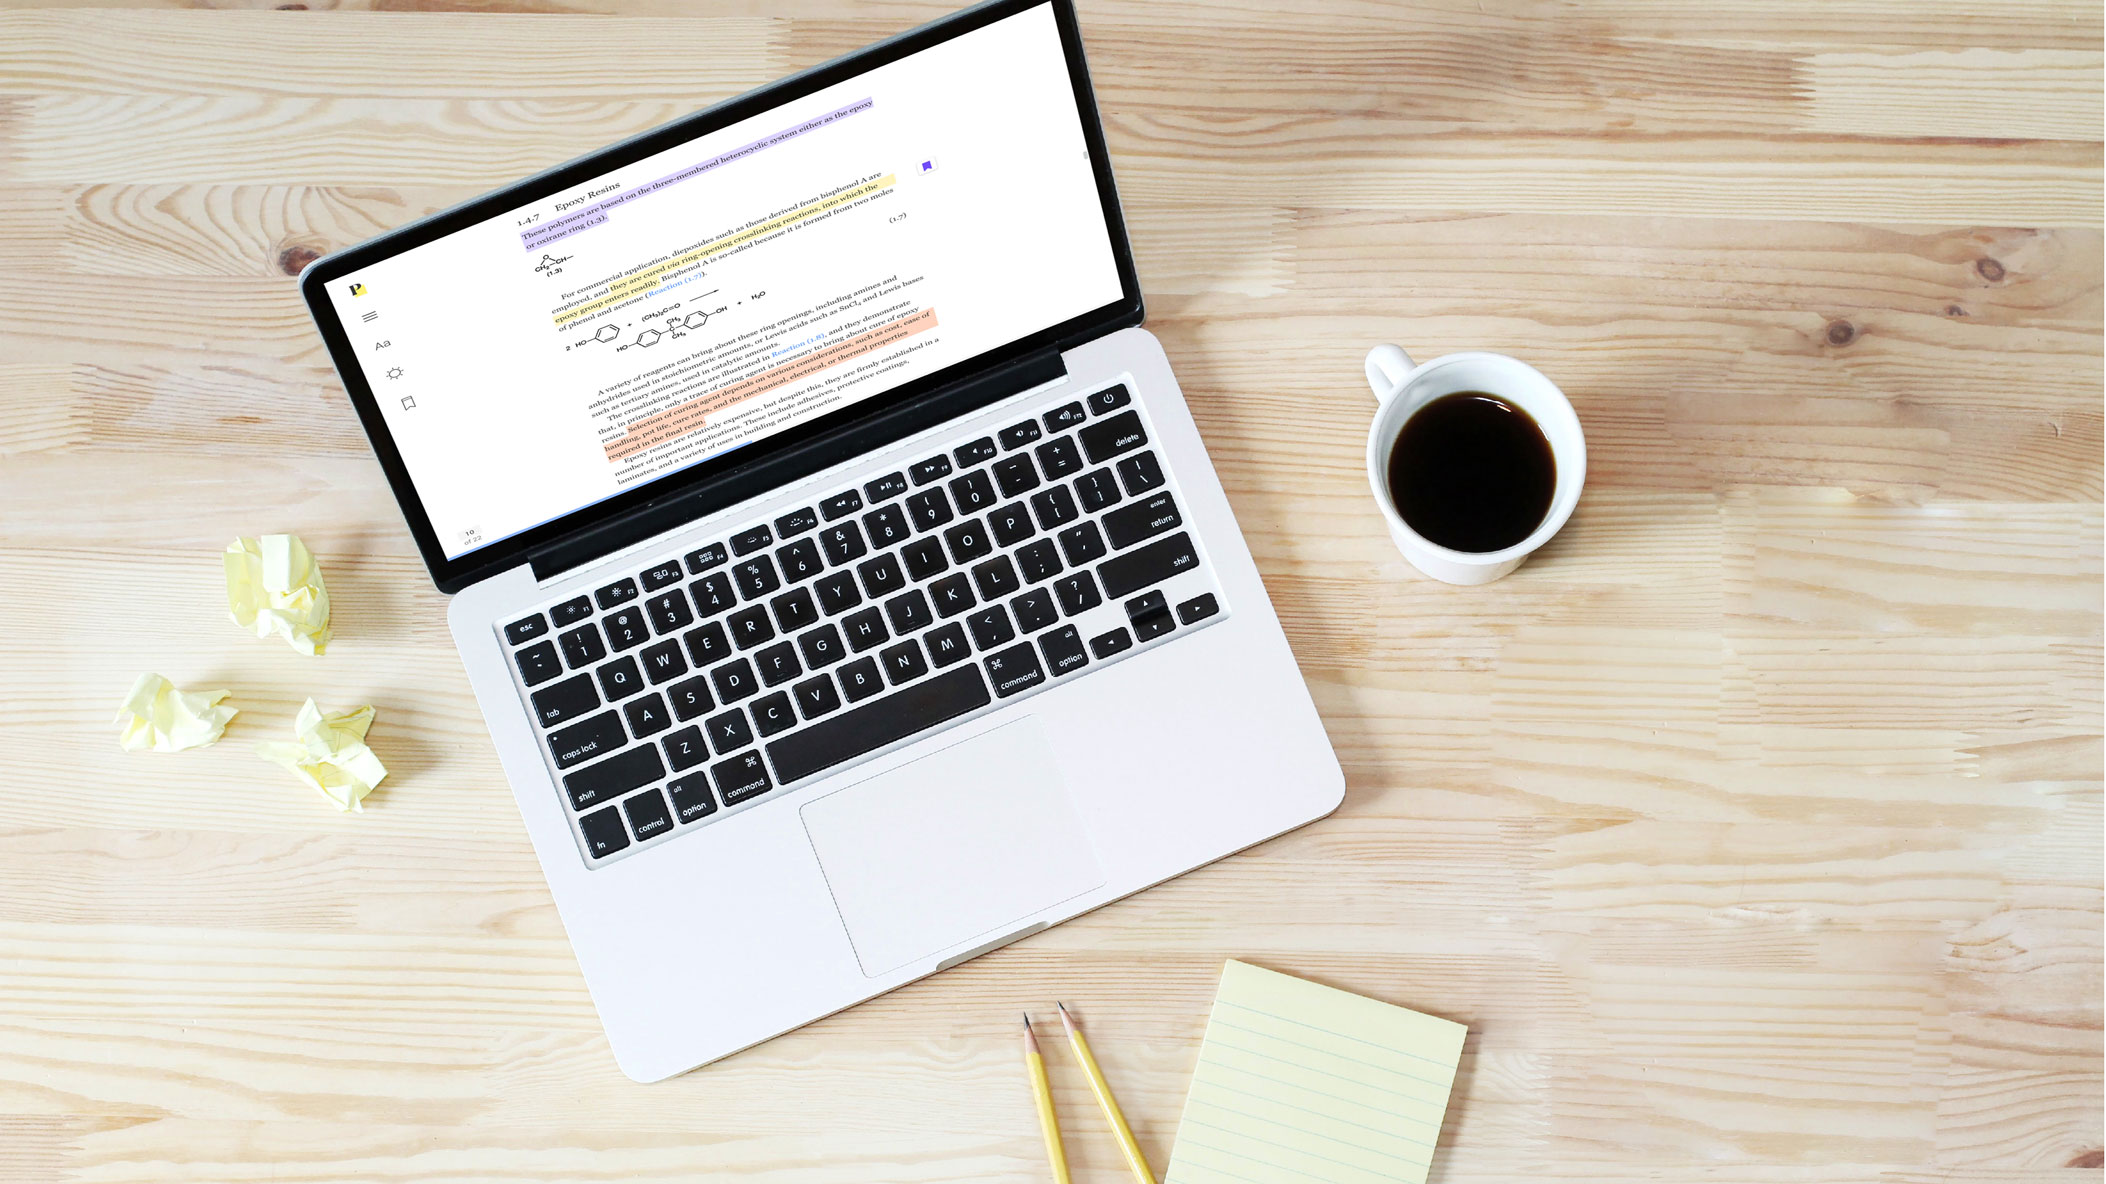 1.4.7 Epoxy Resins
These polymers are based on the three-membered heterocyclic system either as the epoxy
or oxirane ring (1.3).
O
CH₂—CH—
(1.3)
For commercial application, diepoxides such as those derived from bisphenol A are
employed, and they are cured via ring-opening crosslinking reactions, into which the
epoxy group enters readily. Bisphenol A is so-called because it is formed from two moles
of phenol and acetone (Reaction (1.7)).
(1.7)
2 HO + (CH₃)₂C=O
HO CH₃ C CH₃ OH + H₂O
A variety of reagents can bring about these ring openings, including amines and
anhydrides used in stoichiometric amounts, or Lewis acids such as SnCl₄ and Lewis bases
such as tertiary amines, used in catalytic amounts.
The crosslinking reactions are illustrated in Reaction (1.8), and they demonstrate
that, in principle, only a trace of curing agent is necessary to bring about cure of epoxy
resins. Selection of curing agent depends on various considerations, such as cost, ease of
handling, pot life, cure rates, and the mechanical, electrical, or thermal properties
required in the final resin.
Epoxy resins are relatively expensive, but despite this, they are firmly established in a
number of important applications. These include adhesives, protective coatings,
laminates, and a variety of uses in building and construction.
P
Aa
10
of 22
esc F1 F2 F3 F4 F5 F6 F7 F8 F9 F10 F11 F12
~ ` ! 1 @ 2 # 3 $ 4 % 5 ^ 6 & 7 * 8 ( 9 ) 0 — - + = delete
tab Q W E R T Y U I O P { [ } ] | \
caps lock A S D F G H J K L : ; " ' enter return
shift Z X C V B N M < , > . ? / shift
fn control alt option ⌘ command ⌘ command alt option